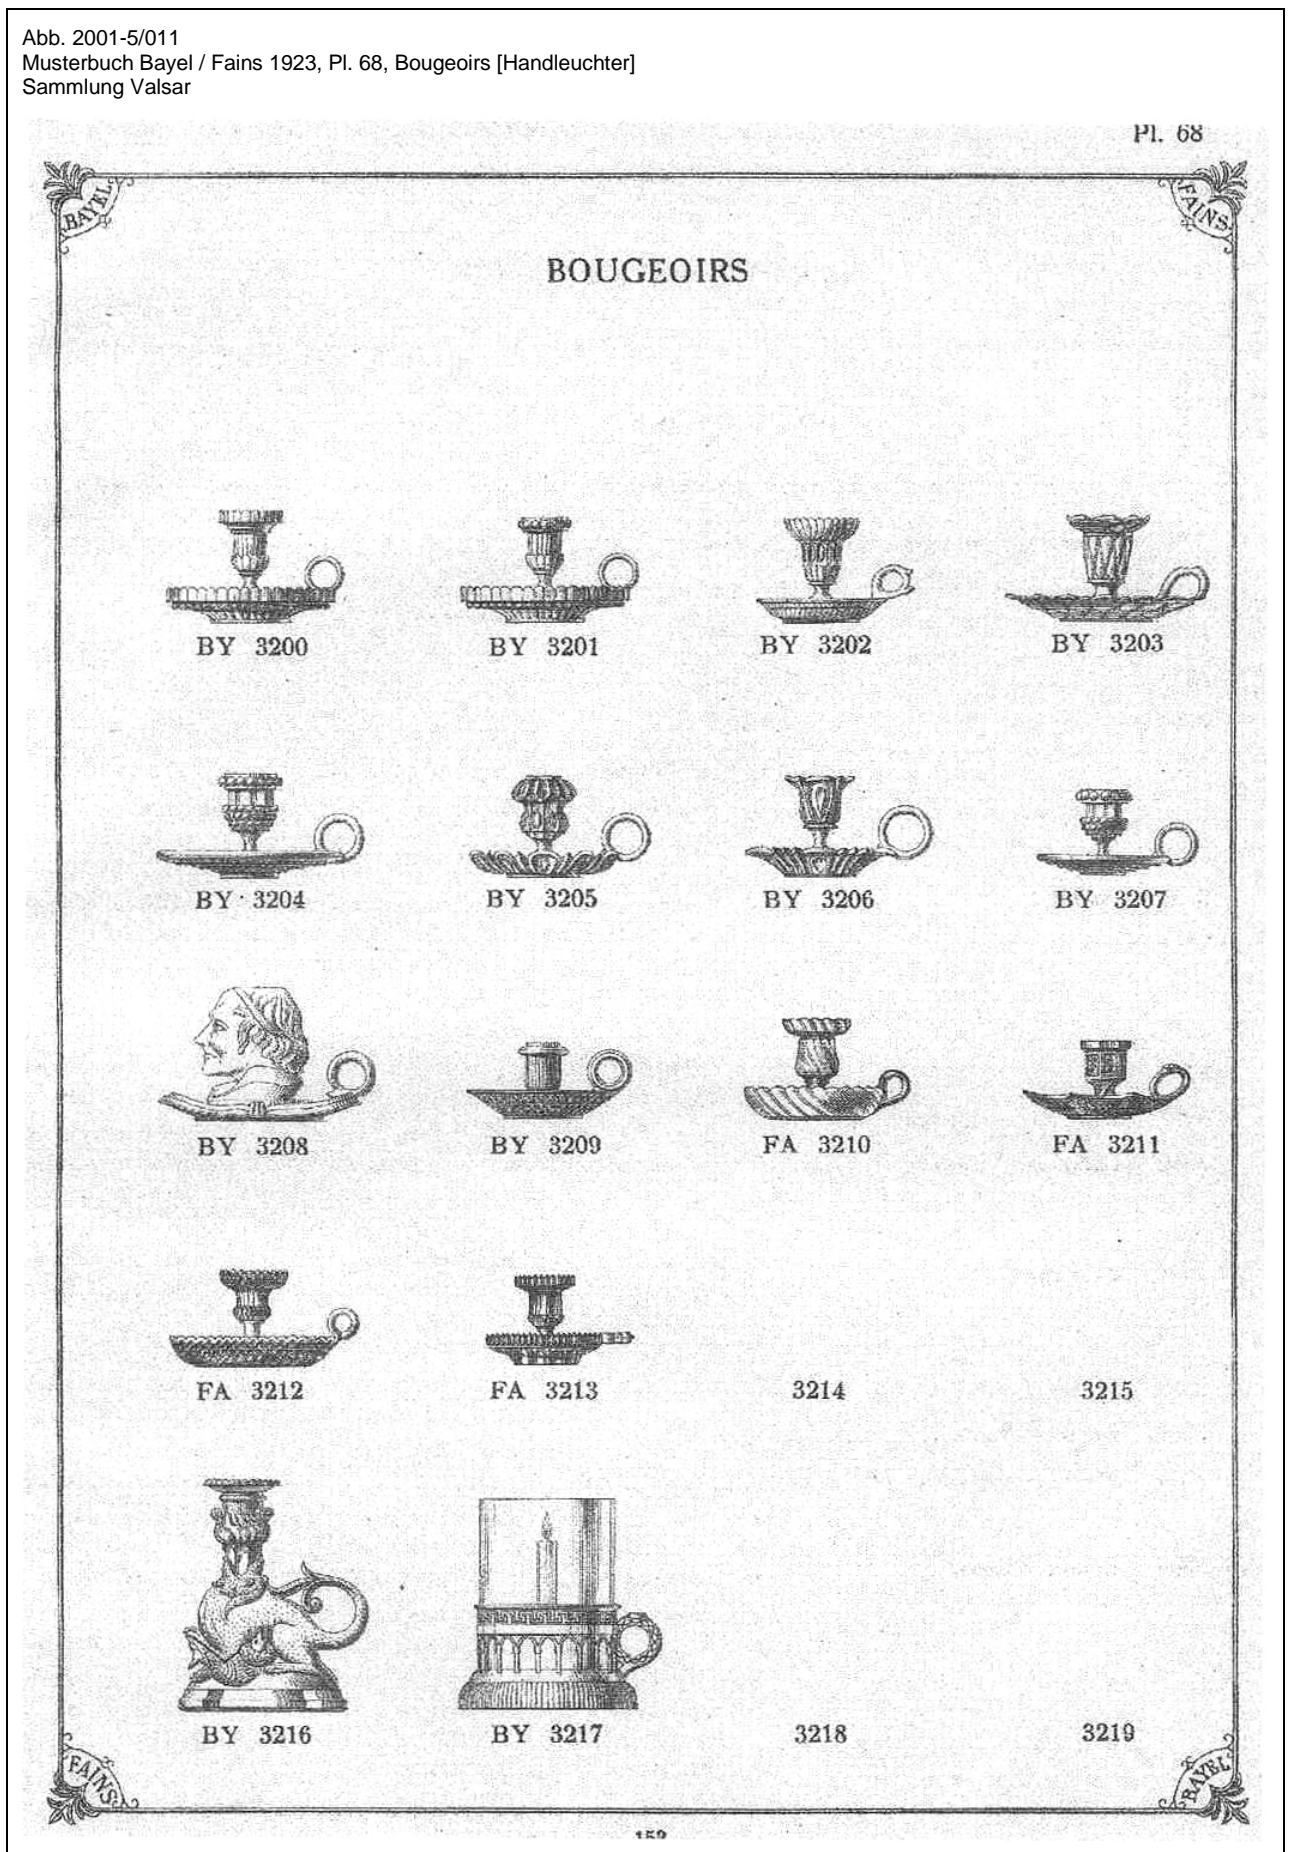 Abb. 2001-5/011
Musterbuch Bayel / Fains 1923, Pl. 68, Bougeoirs [Handleuchter]
Sammlung Valsar
Pl. 68
BAYEL
FAINS
BOUGEOIRS
BY 3200 BY 3201 BY 3202 BY 3203
BY 3204 BY 3205 BY 3206 BY 3207
BY 3208 BY 3209 FA 3210 FA 3211
FA 3212 FA 3213 3214 3215
BY 3216 BY 3217 3218 3219
FAINS
BAYEL